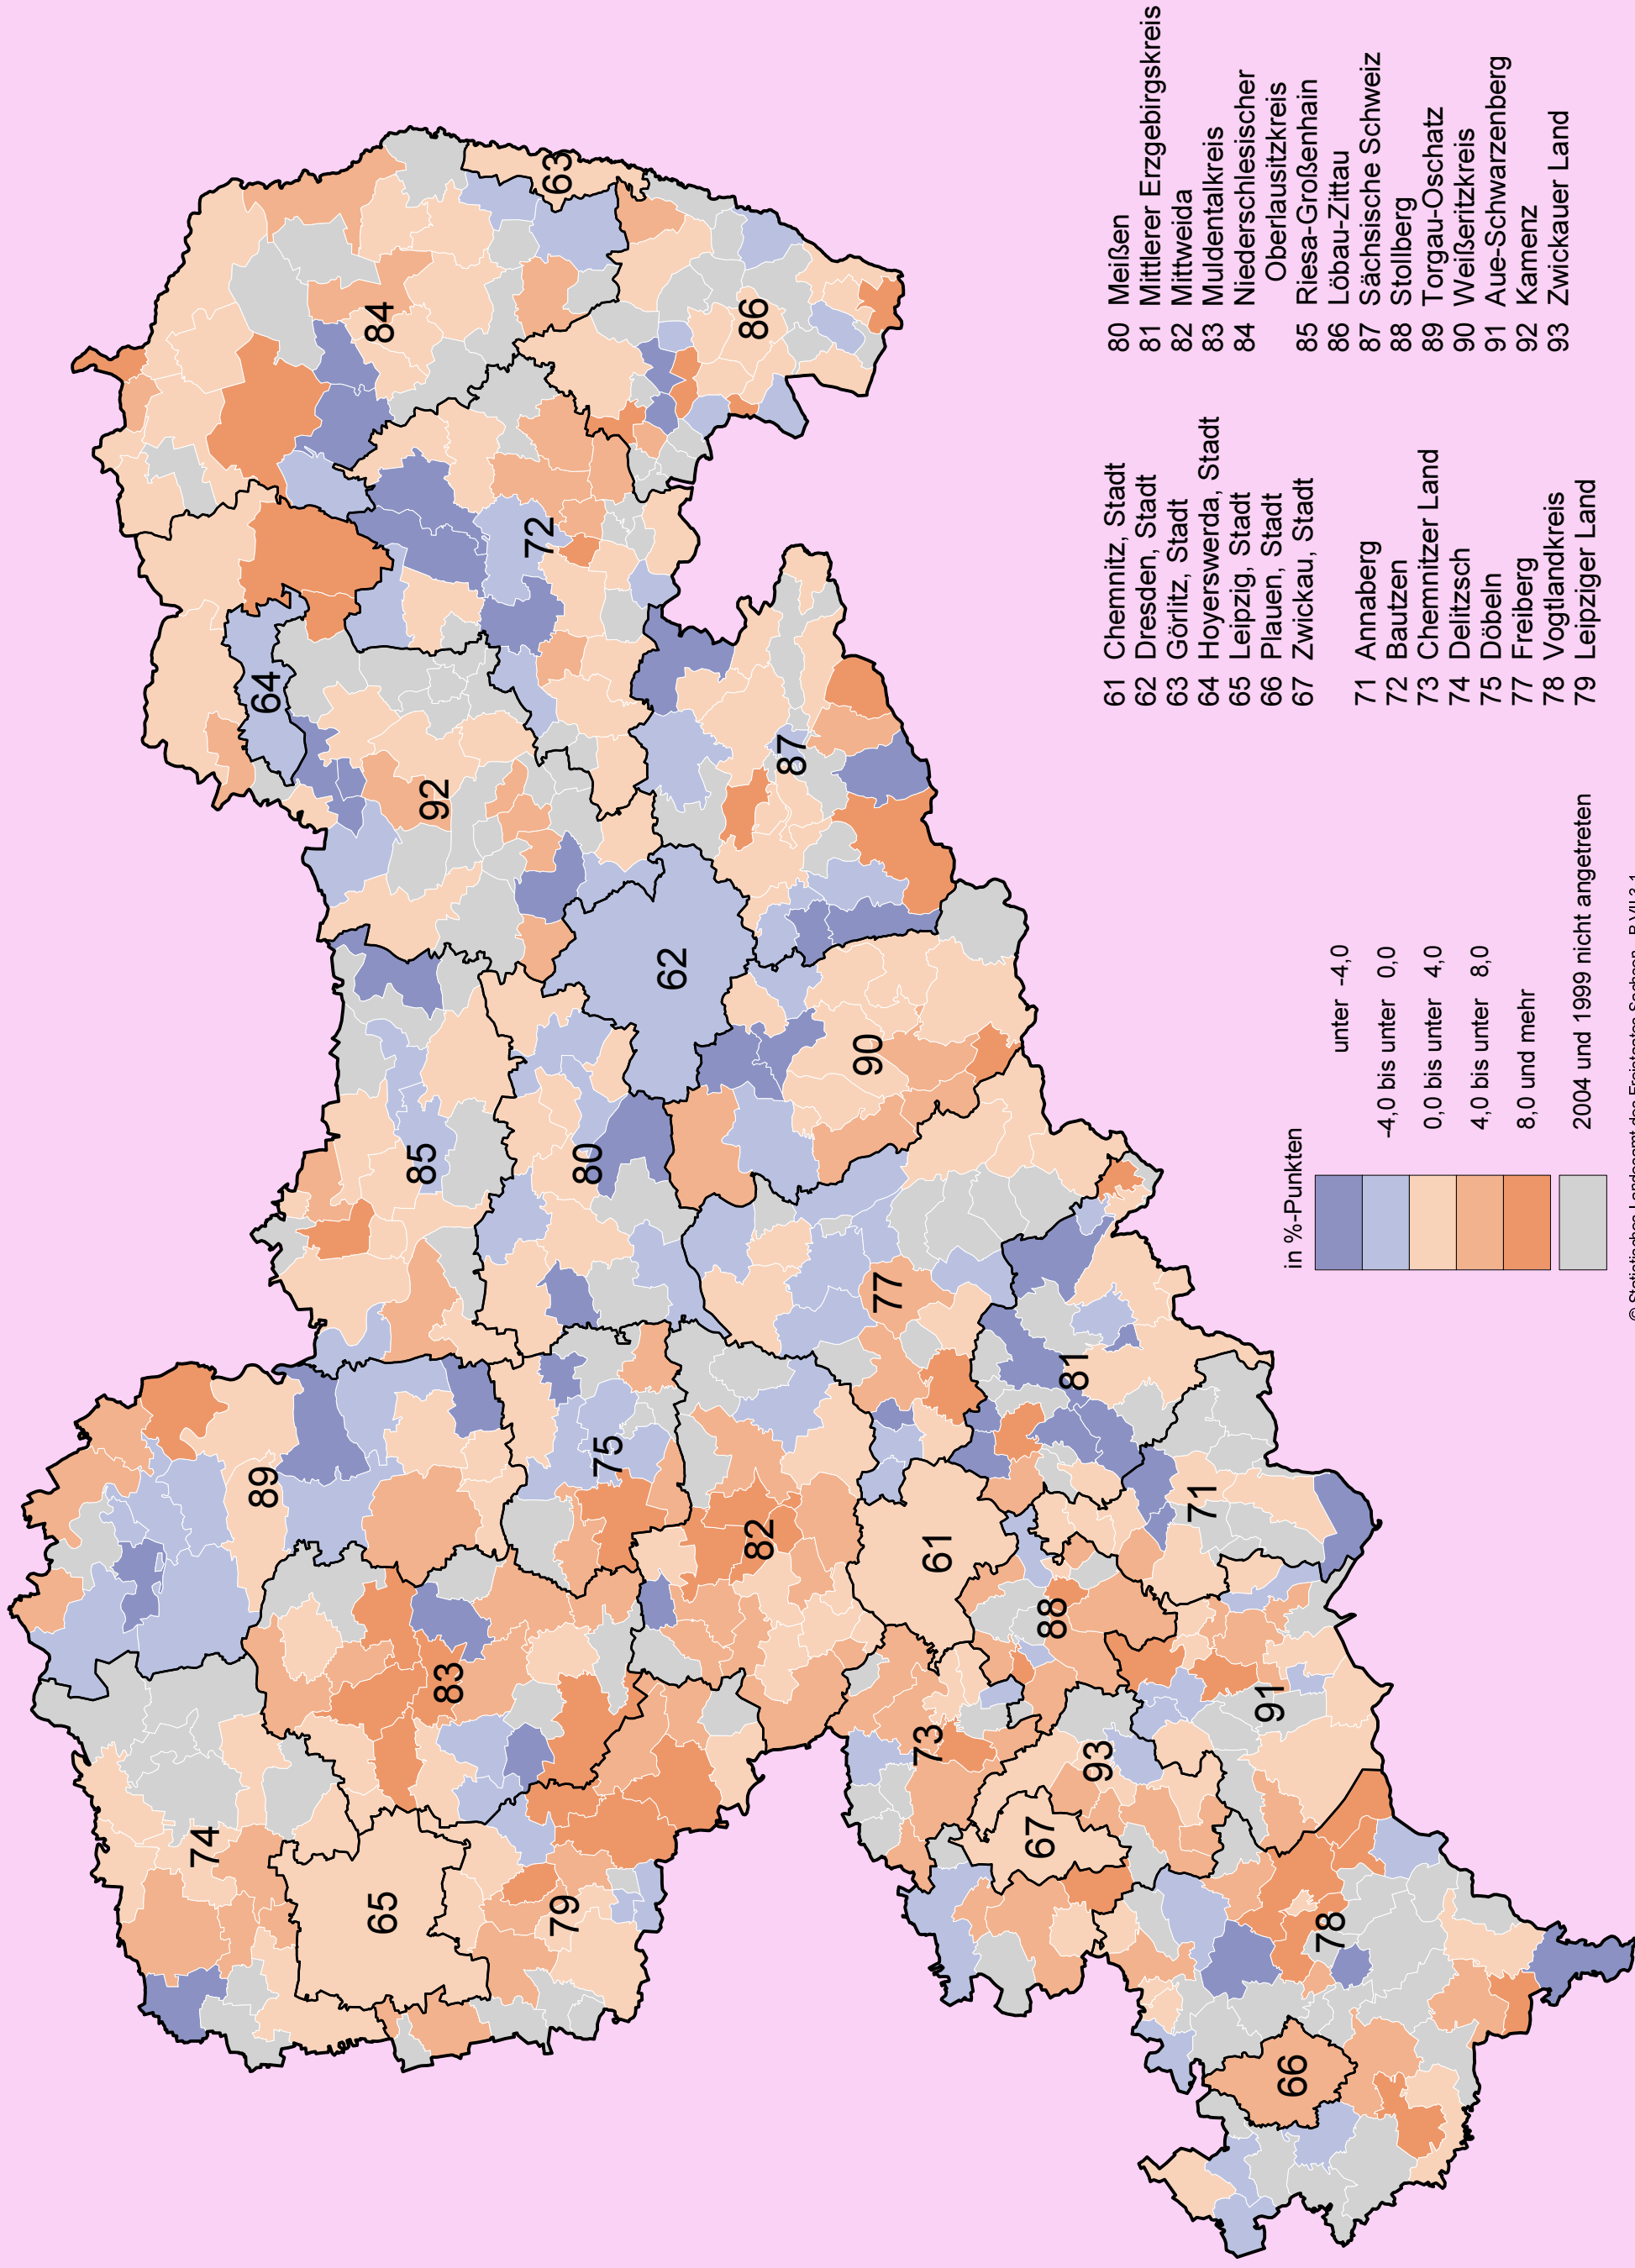 84
63
64
86
72
92
87
62
85
80
90
89
77
75
81
83
82
71
61
88
74
73
91
65
93
79
67
78
66
61 Chemnitz, Stadt
62 Dresden, Stadt
63 Görlitz, Stadt
64 Hoyerswerda, Stadt
65 Leipzig, Stadt
66 Plauen, Stadt
67 Zwickau, Stadt
71 Annaberg
72 Bautzen
73 Chemnitzer Land
74 Delitzsch
75 Döbeln
77 Freiberg
78 Vogtlandkreis
79 Leipziger Land
80 Meißen
81 Mittlerer Erzgebirgskreis
82 Mittweida
83 Muldentalkreis
84 Niederschlesischer
Oberlausitzkreis
85 Riesa-Großenhain
86 Löbau-Zittau
87 Sächsische Schweiz
88 Stollberg
89 Torgau-Oschatz
90 Weißeritzkreis
91 Aue-Schwarzenberg
92 Kamenz
93 Zwickauer Land
in %-Punkten
unter -4,0
-4,0 bis unter 0,0
0,0 bis unter 4,0
4,0 bis unter 8,0
8,0 und mehr
2004 und 1999 nicht angetreten